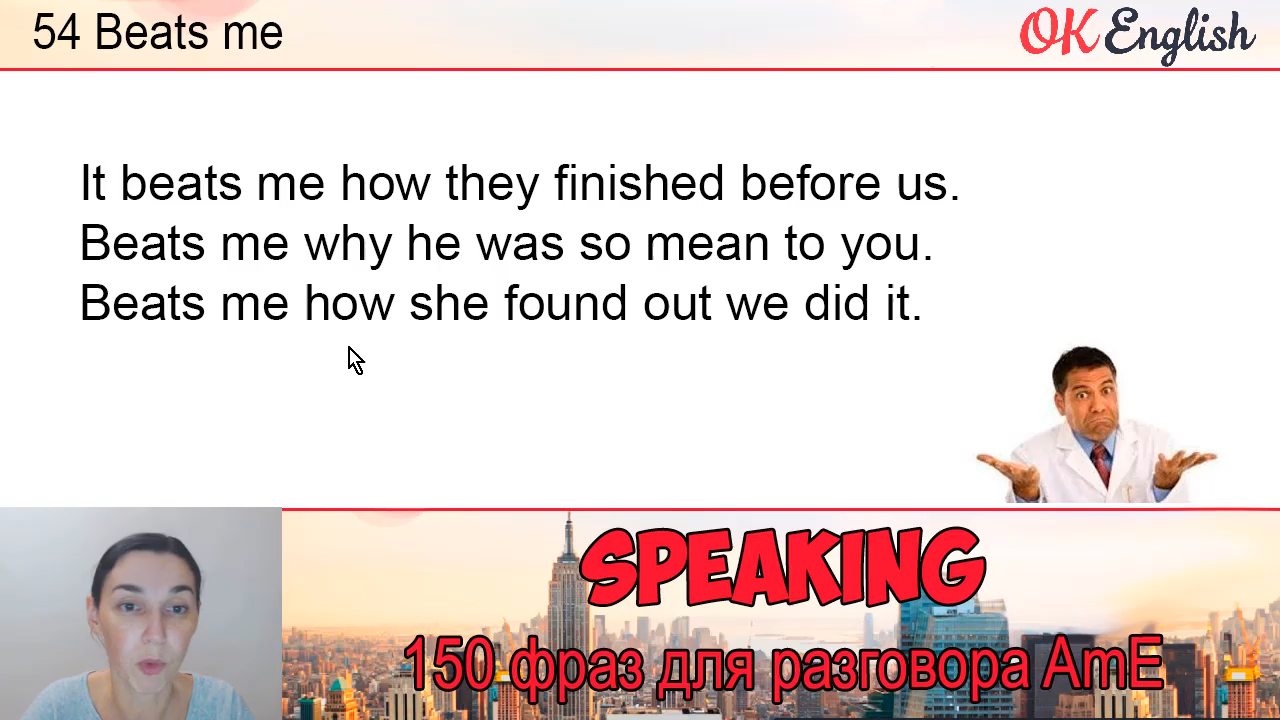 54 Beats me
OK English
It beats me how they finished before us.
Beats me why he was so mean to you.
Beats me how she found out we did it.
SPEAKING
150 фраз для разговора AmE